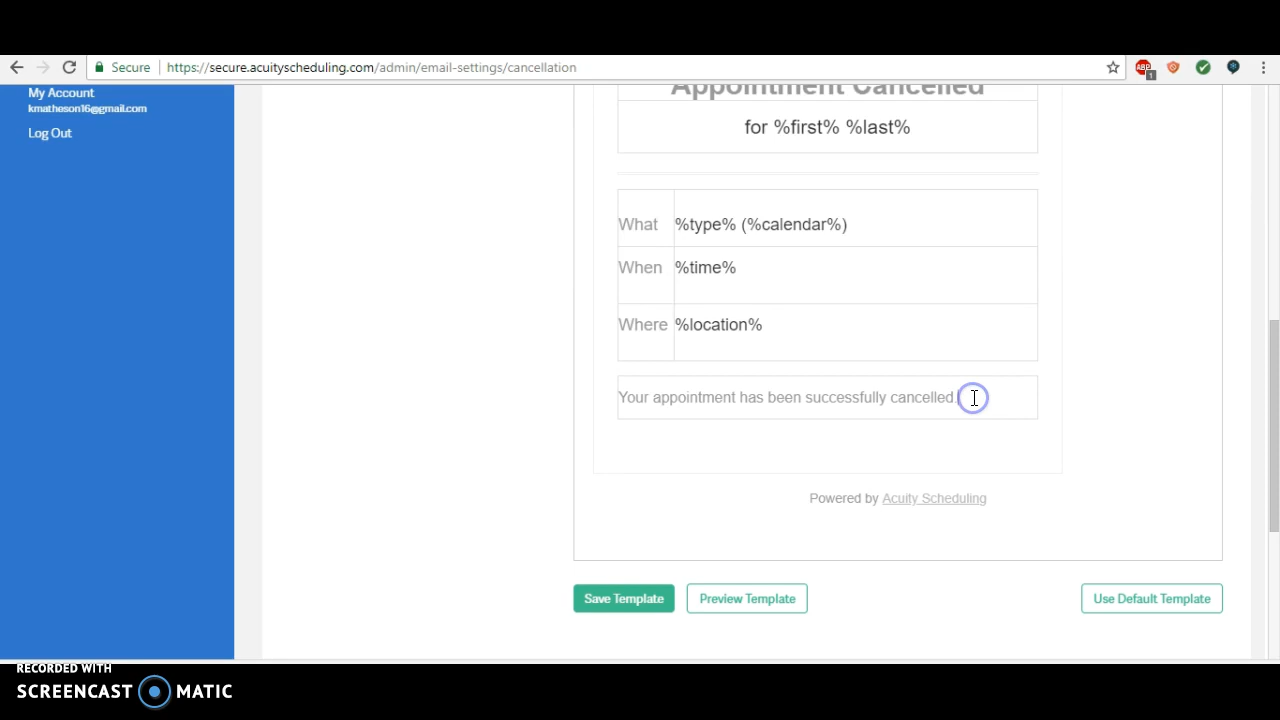 Secure https://secure.acuityscheduling.com/admin/email-settings/cancellation
ABP
1
My Account
kmatheson16@gmail.com
Log Out
Appointment Cancelled
for %first% %last%
What %type% (%calendar%)
When %time%
Where %location%
Your appointment has been successfully cancelled.
Powered by Acuity Scheduling
Save Template Preview Template Use Default Template
RECORDED WITH
SCREENCAST MATIC